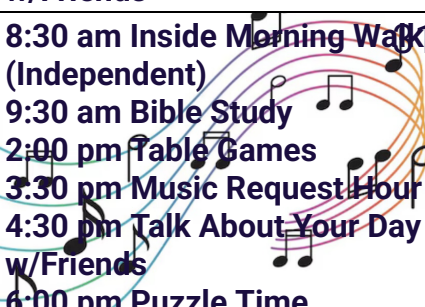 w/Friends
8:30 am Inside Morning Walk
(Independent)
9:30 am Bible Study
2:00 pm Table Games
3:30 pm Music Request Hour
4:30 pm Talk About Your Day
w/Friends
6:00 pm Puzzle Time